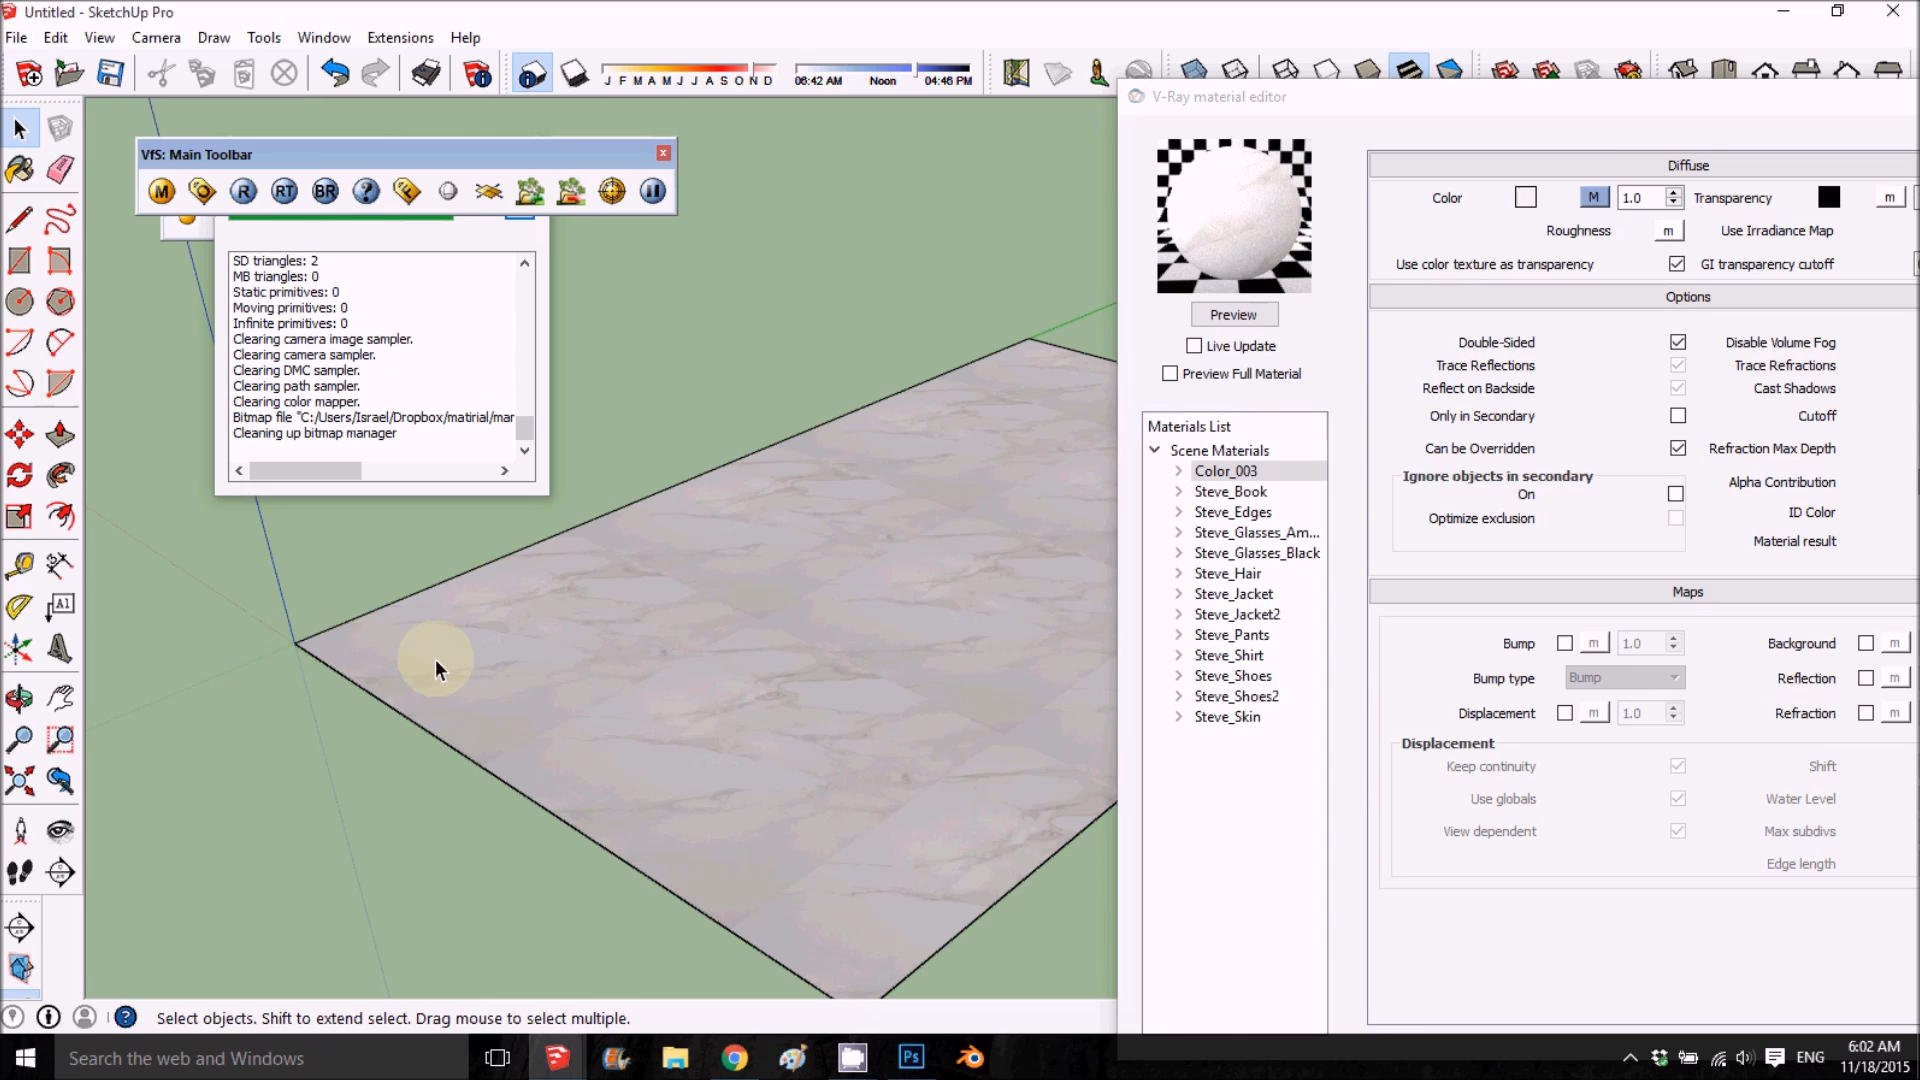 Untitled - SketchUp Pro
File Edit View Camera Draw Tools Window Extensions Help
J F M A M J J A S O N D
06:42 AM Noon 04:46 PM
V-Ray material editor
VfS: Main Toolbar
M O R RT BR ? F
SD triangles: 2
MB triangles: 0
Static primitives: 0
Moving primitives: 0
Infinite primitives: 0
Clearing camera image sampler.
Clearing camera sampler.
Clearing DMC sampler.
Clearing path sampler.
Clearing color mapper.
Bitmap file "C:/Users/Israel/Dropbox/matirial/mar
Cleaning up bitmap manager
Preview
Live Update
Preview Full Material
Materials List
Scene Materials
Color_003
Steve_Book
Steve_Edges
Steve_Glasses_Am...
Steve_Glasses_Black
Steve_Hair
Steve_Jacket
Steve_Jacket2
Steve_Pants
Steve_Shirt
Steve_Shoes
Steve_Shoes2
Steve_Skin
Diffuse
Color M 1.0 Transparency m
Roughness m Use Irradiance Map
Use color texture as transparency GI transparency cutoff
Options
Double-Sided Disable Volume Fog
Trace Reflections Trace Refractions
Reflect on Backside Cast Shadows
Only in Secondary Cutoff
Can be Overridden Refraction Max Depth
Ignore objects in secondary
On
Optimize exclusion
Alpha Contribution
ID Color
Material result
Maps
Bump m 1.0 Background m
Bump type Bump Reflection m
Displacement m 1.0 Refraction m
Displacement
Keep continuity Shift
Use globals Water Level
View dependent Max subdivs
Edge length
A1
Select objects. Shift to extend select. Drag mouse to select multiple.
Search the web and Windows
Ps
ENG
6:02 AM
11/18/2015